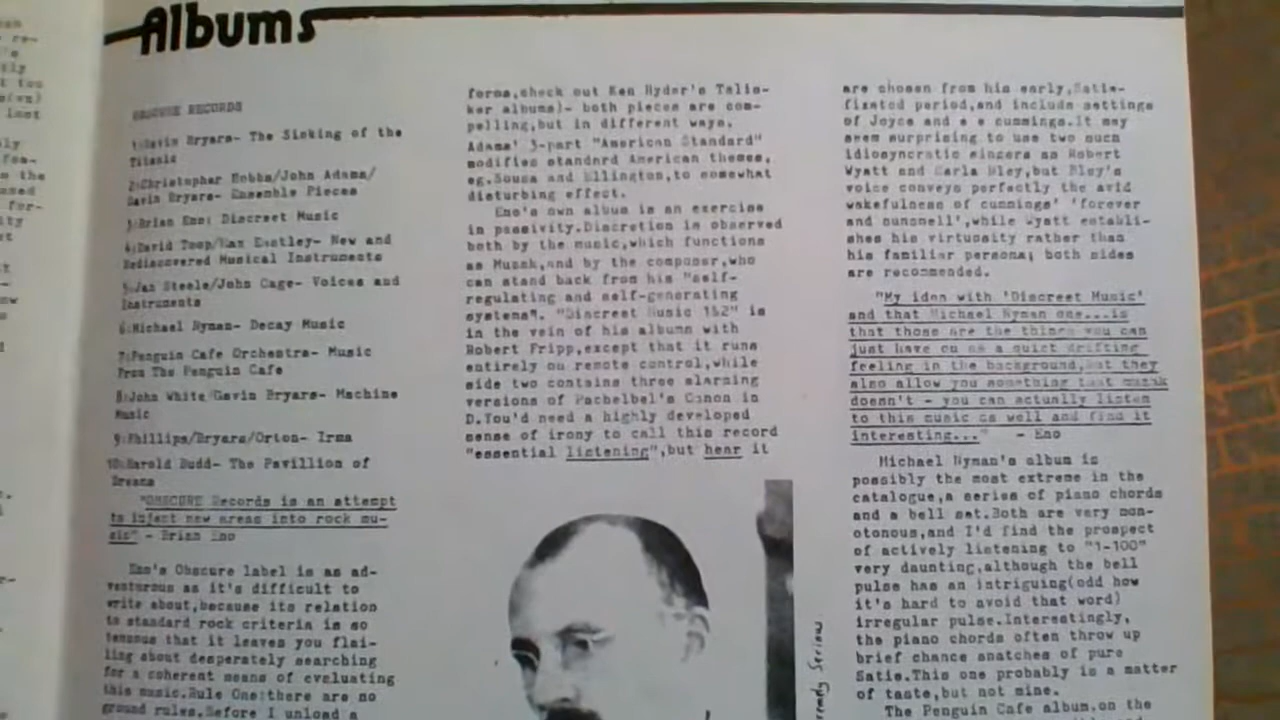 Albums
OBSCURE RECORDS
1:Gavin Bryars- The Sinking of the
Titanic
2:Christopher Hobbs/John Adams/
Gavin Bryars- Ensemble Pieces
3:Brian Eno: Discreet Music
4:David Toop/Max Eastley- New and
Rediscovered Musical Instruments
5:Jan Steele/John Cage- Voices and
Instruments
6:Michael Nyman- Decay Music
7:Penguin Cafe Orchestra- Music
From The Penguin Cafe
8:John White/Gavin Bryars- Machine
Music
9:Phillips/Bryars/Orton- Irma
10:Harold Budd- The Pavillion of
Dreams
"OBSCURE Records is an attempt
to inject new areas into rock mu-
sic" - Brian Eno
Eno's Obscure label is as ad-
venturous as it's difficult to
write about,because its relation
to standard rock criteria is so
tenuous that it leaves you flai-
ling about desperately searching
for a coherent means of evaluating
this music.Rule One:there are no
ground rules.Before I unload a
forms,check out Ken Hyder's Talis-
ker albums)- both pieces are com-
pelling,but in different ways.
Adams' 3-part "American Standard"
modifies standard American themes,
eg.Sousa and Ellington,to somewhat
disturbing effect.
Eno's own album is an exercise
in passivity.Discretion is observed
both by the music,which functions
as Muzak,and by the composer,who
can stand back from his "self-
regulating and self-generating
systems". "Discreet Music 1&2" is
in the vein of his albums with
Robert Fripp,except that it runs
entirely on remote control,while
side two contains three alarming
versions of Pachelbel's Canon in
D.You'd need a highly developed
sense of irony to call this record
"essential listening",but hear it
are chosen from his early,Satie-
fixated period,and include settings
of Joyce and e e cummings.It may
seem surprising to use two such
idiosyncratic singers as Robert
Wyatt and Carla Bley,but Bley's
voice conveys perfectly the avid
wakefulness of cummings' 'forever
and sunsmell',while Wyatt establi-
shes his virtuosity rather than
his familiar persona; both sides
are recommended.
"My idea with 'Discreet Music'
and that Michael Nyman one...is
that those are the things you can
just have on as a quiet drifting
feeling in the background,but they
also allow you something that muzak
doesn't - you can actually listen
to this music as well and find it
interesting..." - Eno
Michael Nyman's album is
possibly the most extreme in the
catalogue,a series of piano chords
and a bell set.Both are very mon-
otonous,and I'd find the prospect
of actively listening to "1-100"
very daunting,although the bell
pulse has an intriguing(odd how
it's hard to avoid that word)
irregular pulse.Interestingly,
the piano chords often throw up
brief chance snatches of pure
Satie.This one probably is a matter
of taste,but not mine.
The Penguin Cafe album,on the
Serious